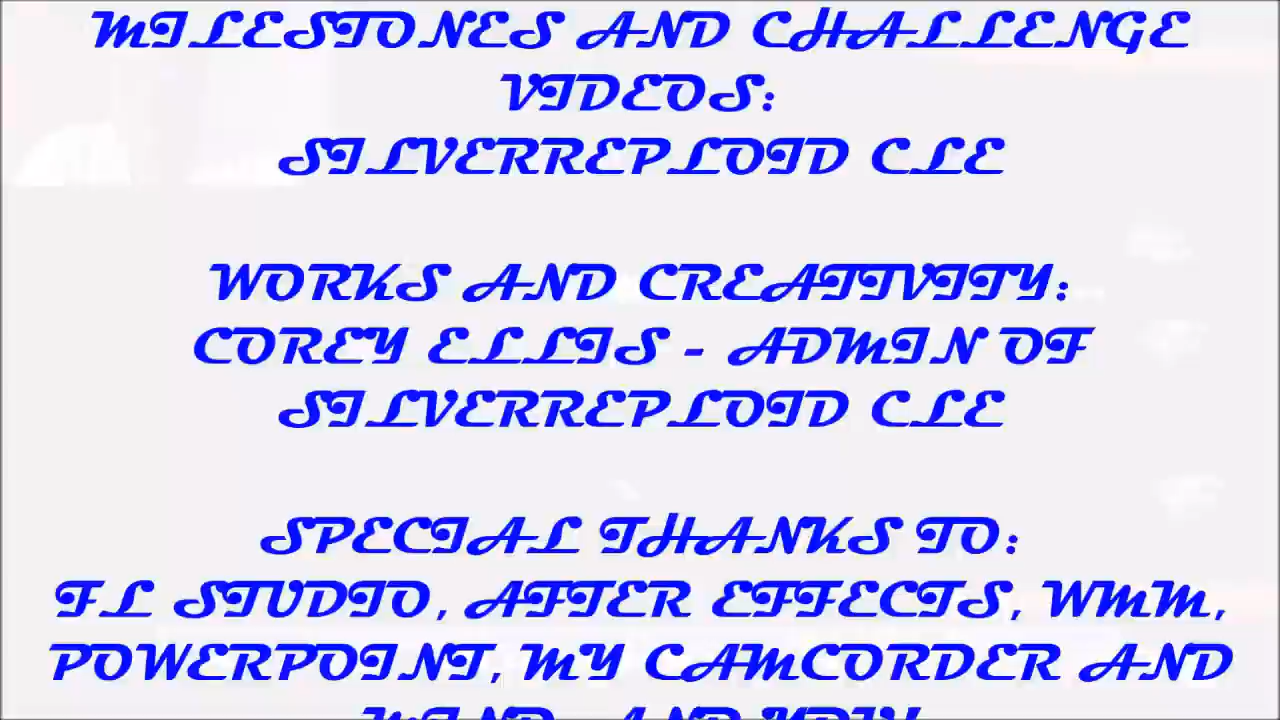 MILESTONES AND CHALLENGE
VIDEOS:
SILVERREPLOID CLE
WORKS AND CREATIVITY:
COREY ELLIS - ADMIN OF
SILVERREPLOID CLE
SPECIAL THANKS TO:
FL STUDIO, AFTER EFFECTS, WMM,
POWERPOINT, MY CAMCORDER AND